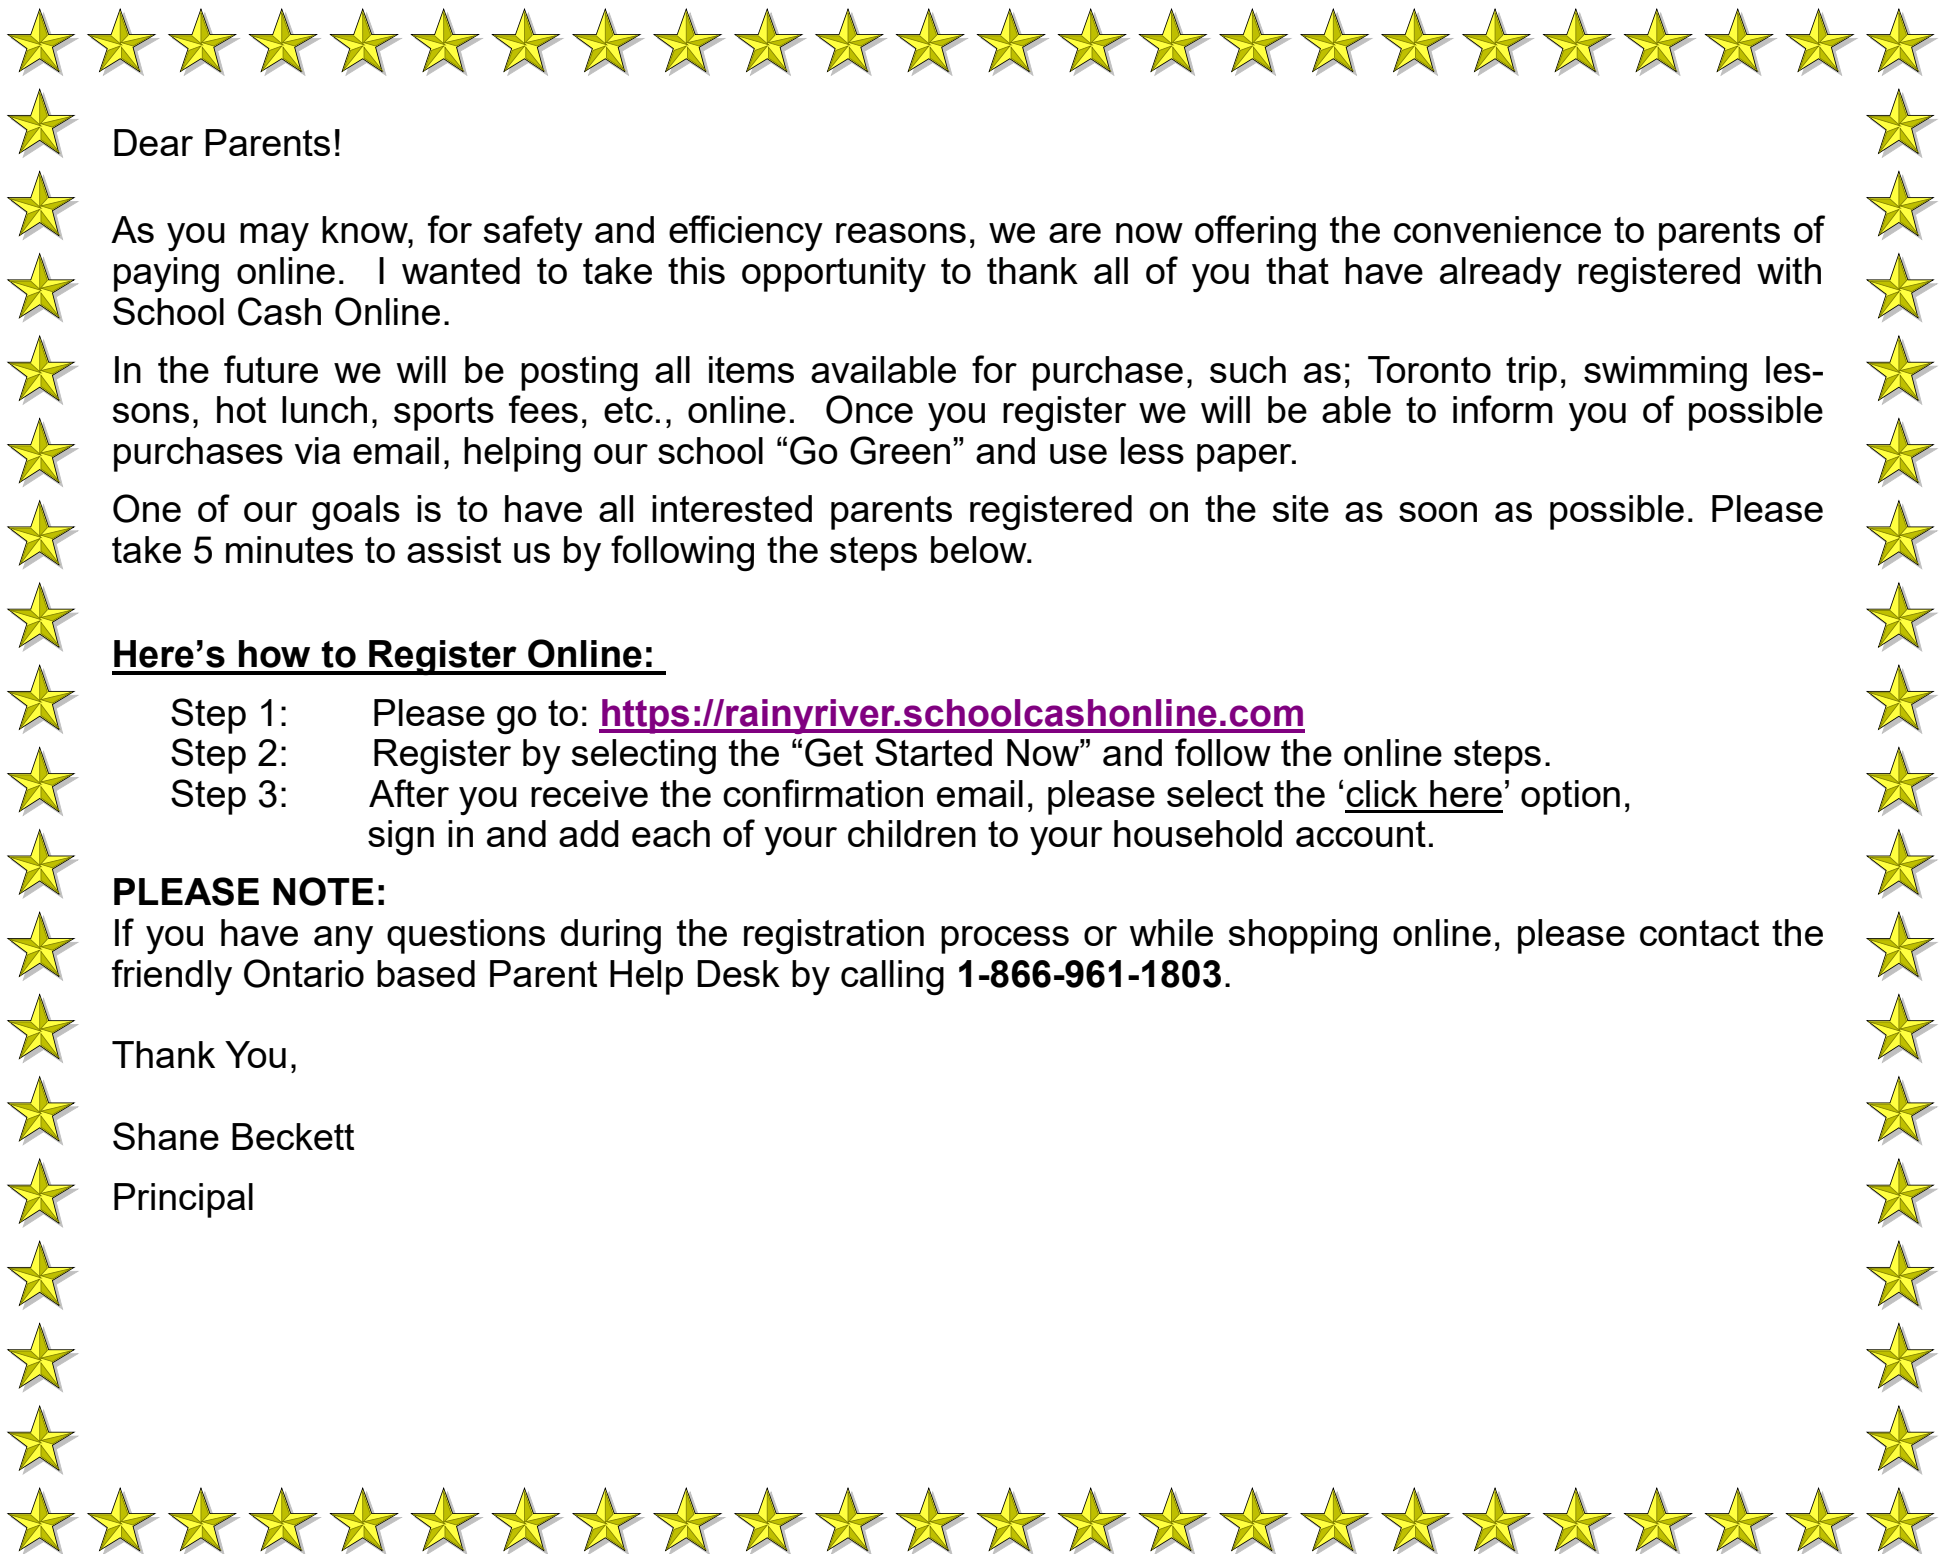 Dear Parents!
As you may know, for safety and efficiency reasons, we are now offering the convenience to parents of
paying online.  I wanted to take this opportunity to thank all of you that have already registered with
School Cash Online.
In the future we will be posting all items available for purchase, such as; Toronto trip, swimming les-
sons, hot lunch, sports fees, etc., online.  Once you register we will be able to inform you of possible
purchases via email, helping our school “Go Green” and use less paper.
One of our goals is to have all interested parents registered on the site as soon as possible. Please
take 5 minutes to assist us by following the steps below.
Here’s how to Register Online:
Step 1: Please go to: https://rainyriver.schoolcashonline.com
Step 2: Register by selecting the “Get Started Now” and follow the online steps.
Step 3: After you receive the confirmation email, please select the ‘click here’ option,
sign in and add each of your children to your household account.
PLEASE NOTE:
If you have any questions during the registration process or while shopping online, please contact the
friendly Ontario based Parent Help Desk by calling 1-866-961-1803.
Thank You,
Shane Beckett
Principal